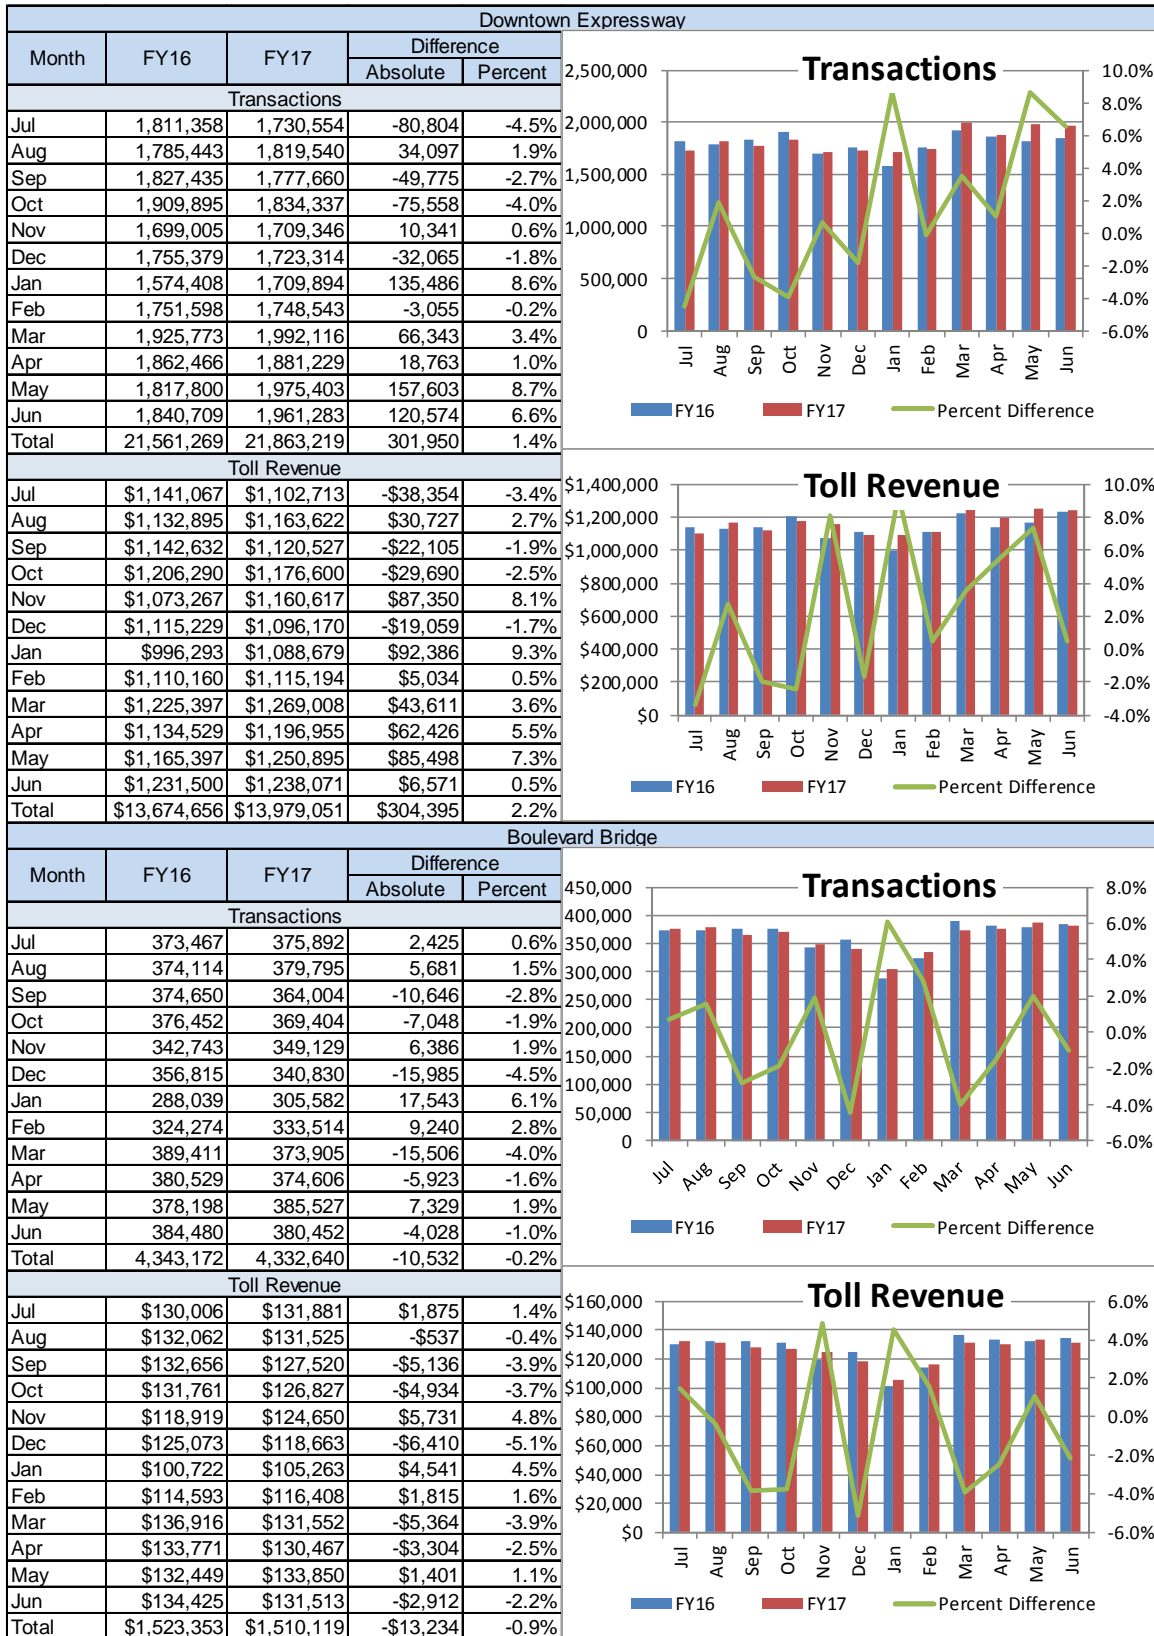 Downtown Expressway
Month FY16 FY17 Difference
Absolute Percent
Transactions
Jul 1,811,358 1,730,554 -80,804 -4.5%
Aug 1,785,443 1,819,540 34,097 1.9%
Sep 1,827,435 1,777,660 -49,775 -2.7%
Oct 1,909,895 1,834,337 -75,558 -4.0%
Nov 1,699,005 1,709,346 10,341 0.6%
Dec 1,755,379 1,723,314 -32,065 -1.8%
Jan 1,574,408 1,709,894 135,486 8.6%
Feb 1,751,598 1,748,543 -3,055 -0.2%
Mar 1,925,773 1,992,116 66,343 3.4%
Apr 1,862,466 1,881,229 18,763 1.0%
May 1,817,800 1,975,403 157,603 8.7%
Jun 1,840,709 1,961,283 120,574 6.6%
Total 21,561,269 21,863,219 301,950 1.4%
Transactions
2,500,000 10.0%
8.0%
2,000,000 6.0%
4.0%
1,500,000
2.0%
1,000,000 0.0%
-2.0%
500,000
-4.0%
0 -6.0%
Jul Aug Sep Oct Nov Dec Jan Feb Mar Apr May Jun
FY16 FY17 Percent Difference
Toll Revenue
Jul $1,141,067 $1,102,713 -$38,354 -3.4%
Aug $1,132,895 $1,163,622 $30,727 2.7%
Sep $1,142,632 $1,120,527 -$22,105 -1.9%
Oct $1,206,290 $1,176,600 -$29,690 -2.5%
Nov $1,073,267 $1,160,617 $87,350 8.1%
Dec $1,115,229 $1,096,170 -$19,059 -1.7%
Jan $996,293 $1,088,679 $92,386 9.3%
Feb $1,110,160 $1,115,194 $5,034 0.5%
Mar $1,225,397 $1,269,008 $43,611 3.6%
Apr $1,134,529 $1,196,955 $62,426 5.5%
May $1,165,397 $1,250,895 $85,498 7.3%
Jun $1,231,500 $1,238,071 $6,571 0.5%
Total $13,674,656 $13,979,051 $304,395 2.2%
Toll Revenue
$1,400,000 10.0%
$1,200,000 8.0%
$1,000,000 6.0%
$800,000 4.0%
$600,000 2.0%
$400,000 0.0%
$200,000 -2.0%
$0 -4.0%
Jul Aug Sep Oct Nov Dec Jan Feb Mar Apr May Jun
FY16 FY17 Percent Difference
Boulevard Bridge
Month FY16 FY17 Difference
Absolute Percent
Transactions
Jul 373,467 375,892 2,425 0.6%
Aug 374,114 379,795 5,681 1.5%
Sep 374,650 364,004 -10,646 -2.8%
Oct 376,452 369,404 -7,048 -1.9%
Nov 342,743 349,129 6,386 1.9%
Dec 356,815 340,830 -15,985 -4.5%
Jan 288,039 305,582 17,543 6.1%
Feb 324,274 333,514 9,240 2.8%
Mar 389,411 373,905 -15,506 -4.0%
Apr 380,529 374,606 -5,923 -1.6%
May 378,198 385,527 7,329 1.9%
Jun 384,480 380,452 -4,028 -1.0%
Total 4,343,172 4,332,640 -10,532 -0.2%
Transactions
450,000 8.0%
400,000
6.0%
350,000
4.0%
300,000
250,000 2.0%
200,000 0.0%
150,000
-2.0%
100,000
-4.0%
50,000
0 -6.0%
Jul Aug Sep Oct Nov Dec Jan Feb Mar Apr May Jun
FY16 FY17 Percent Difference
Toll Revenue
Jul $130,006 $131,881 $1,875 1.4%
Aug $132,062 $131,525 -$537 -0.4%
Sep $132,656 $127,520 -$5,136 -3.9%
Oct $131,761 $126,827 -$4,934 -3.7%
Nov $118,919 $124,650 $5,731 4.8%
Dec $125,073 $118,663 -$6,410 -5.1%
Jan $100,722 $105,263 $4,541 4.5%
Feb $114,593 $116,408 $1,815 1.6%
Mar $136,916 $131,552 -$5,364 -3.9%
Apr $133,771 $130,467 -$3,304 -2.5%
May $132,449 $133,850 $1,401 1.1%
Jun $134,425 $131,513 -$2,912 -2.2%
Total $1,523,353 $1,510,119 -$13,234 -0.9%
Toll Revenue
$160,000 6.0%
$140,000 4.0%
$120,000
2.0%
$100,000
$80,000 0.0%
$60,000 -2.0%
$40,000
-4.0%
$20,000
$0 -6.0%
Jul Aug Sep Oct Nov Dec Jan Feb Mar Apr May Jun
FY16 FY17 Percent Difference